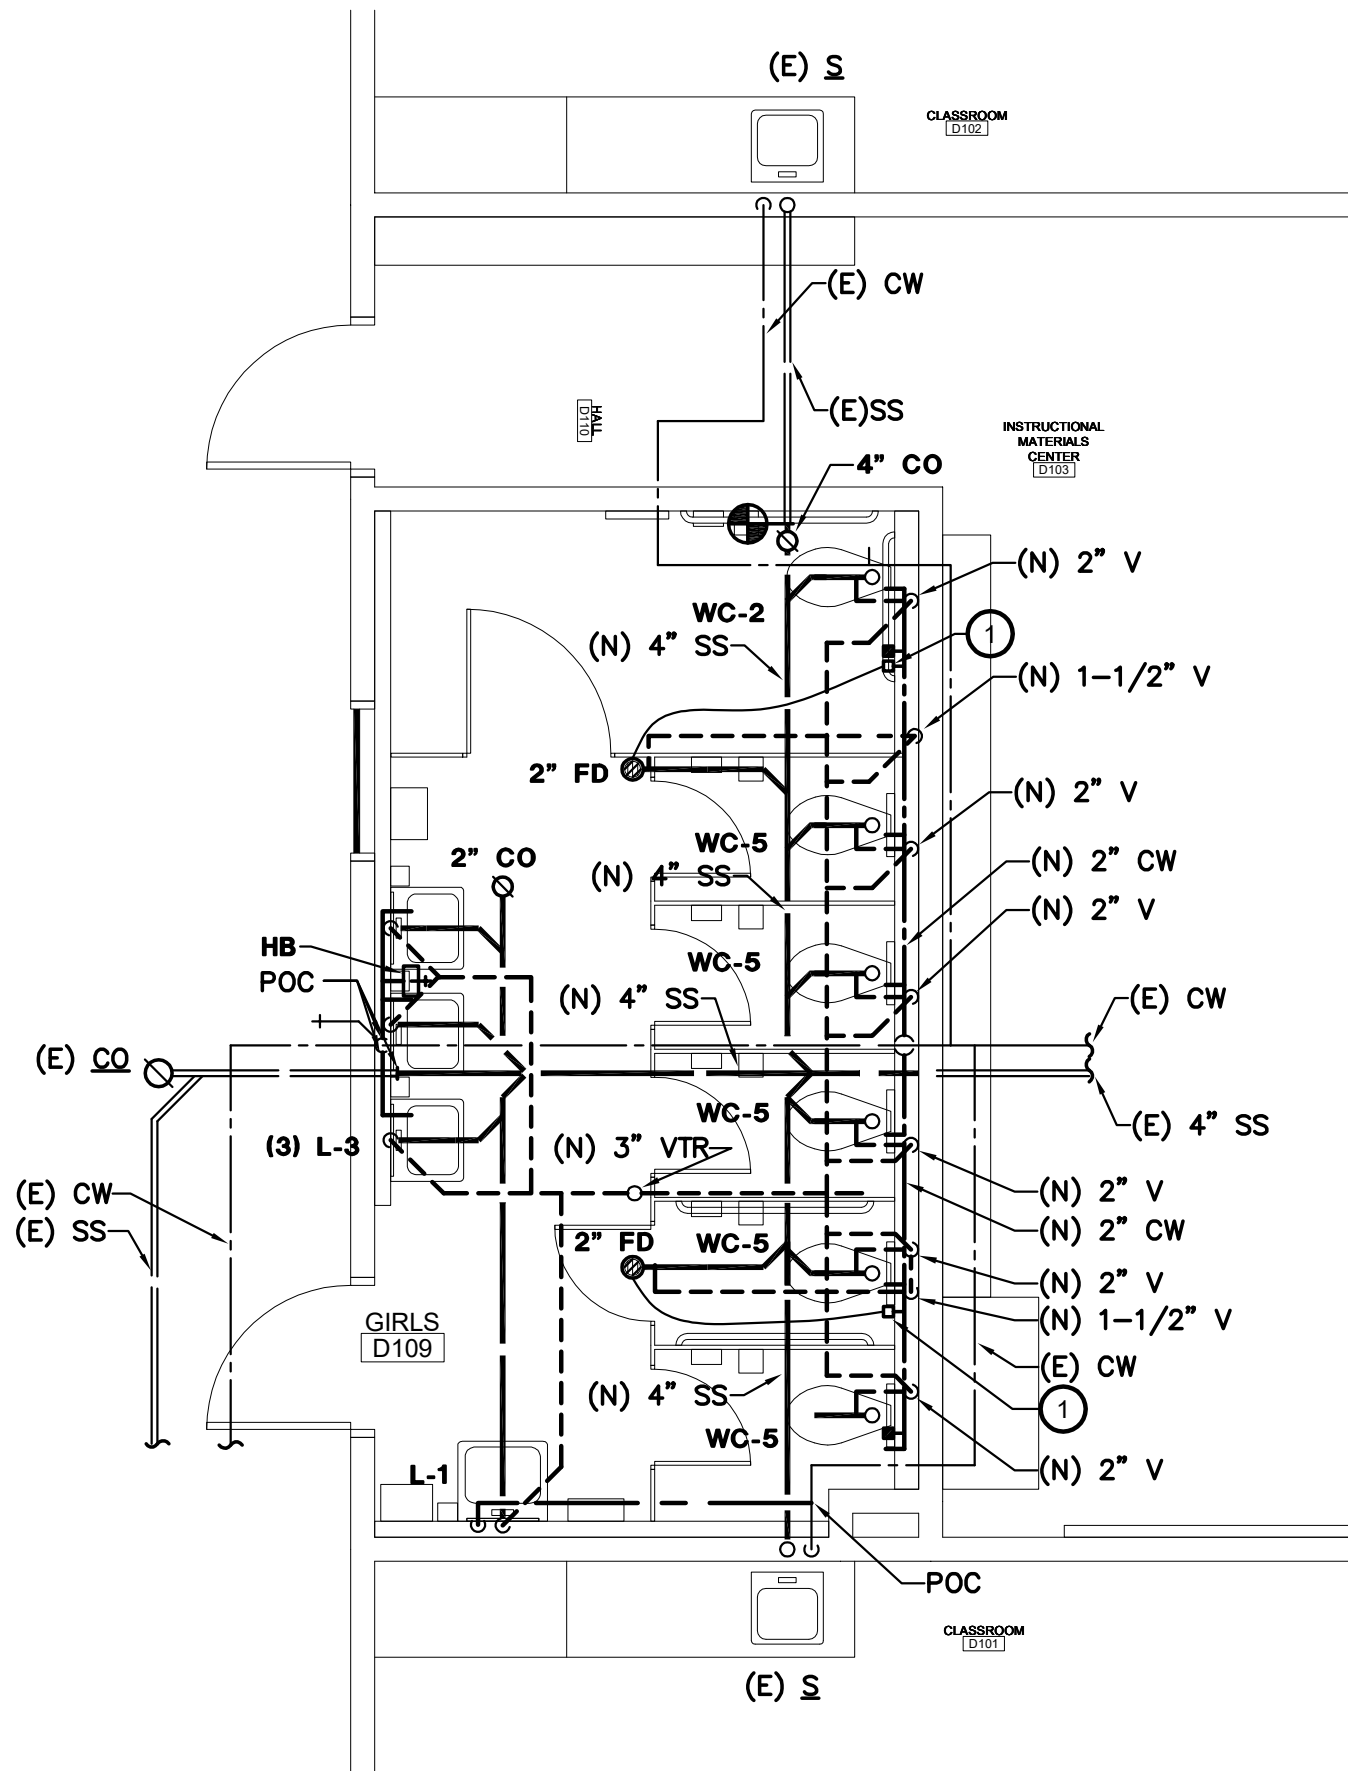 (E) S
CLASSROOM
D102
(E) CW
(E)SS
HALL
D110
INSTRUCTIONAL
MATERIALS
CENTER
D103
4" CO
(N) 2" V
WC-2
(N) 4" SS
1
(N) 1-1/2" V
2" FD
(N) 2" V
WC-5
2" CO
(N) 4" SS
(N) 2" CW
(N) 2" V
HB
POC
WC-5
(N) 4" SS
(E) CW
(E) CO
WC-5
(E) 4" SS
(3) L-3
(N) 3" VTR
(E) CW
(E) SS
(N) 2" V
(N) 2" CW
2" FD
WC-5
(N) 2" V
(N) 1-1/2" V
GIRLS
D109
(E) CW
(N) 4" SS
1
WC-5
L-1
(N) 2" V
POC
CLASSROOM
D101
(E) S